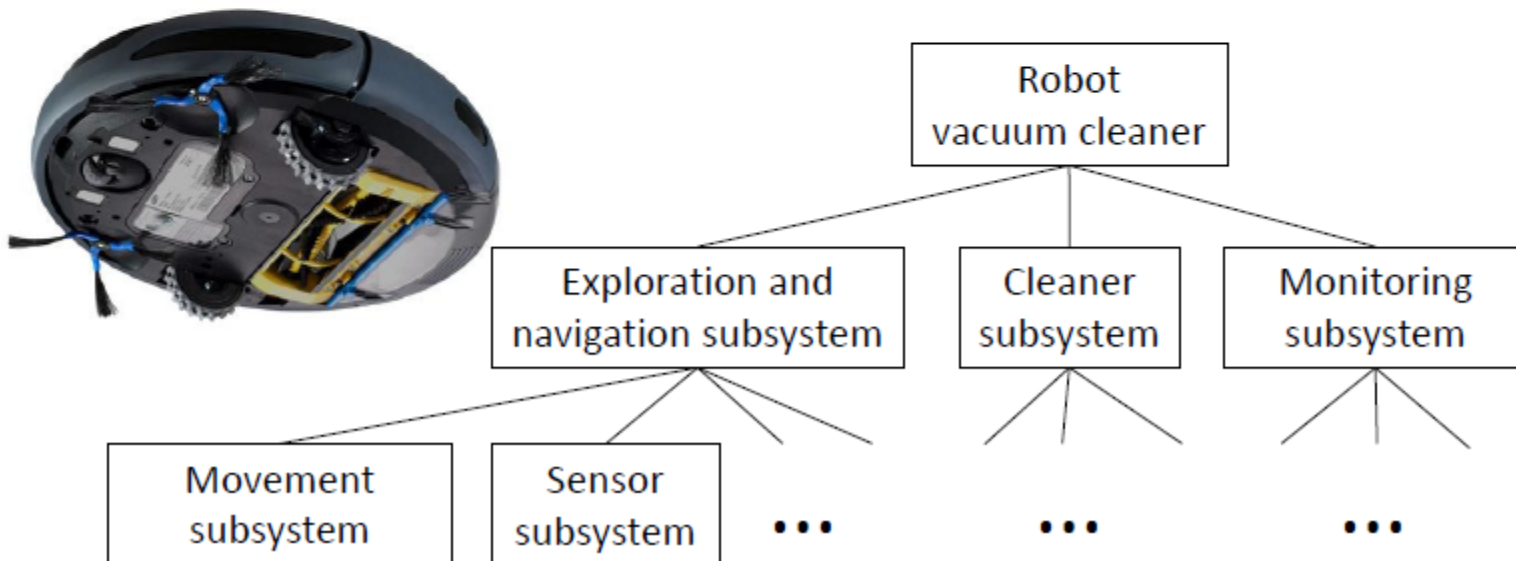 Robot
vacuum cleaner
Exploration and
navigation subsystem
Cleaner
subsystem
Monitoring
subsystem
Movement
subsystem
Sensor
subsystem
•••
•••
•••